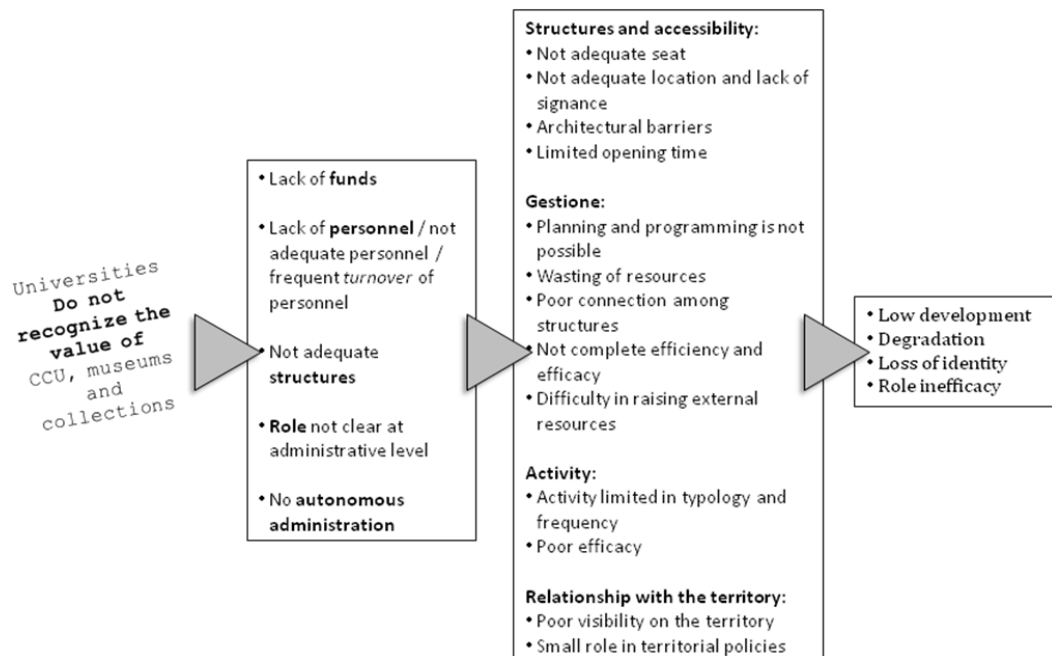 Universities
Do not
recognize the
value of
CCU, museums
and
collections
• Lack of funds
• Lack of personnel / not
adequate personnel /
frequent turnover of
personnel
• Not adequate
structures
• Role not clear at
administrative level
• No autonomous
administration
Structures and accessibility:
• Not adequate seat
• Not adequate location and lack of
signance
• Architectural barriers
• Limited opening time
Gestione:
• Planning and programming is not
possible
• Wasting of resources
• Poor connection among
structures
• Not complete efficiency and
efficacy
• Difficulty in raising external
resources
Activity:
• Activity limited in typology and
frequency
• Poor efficacy
Relationship with the territory:
• Poor visibility on the territory
• Small role in territorial policies
• Low development
• Degradation
• Loss of identity
• Role inefficacy